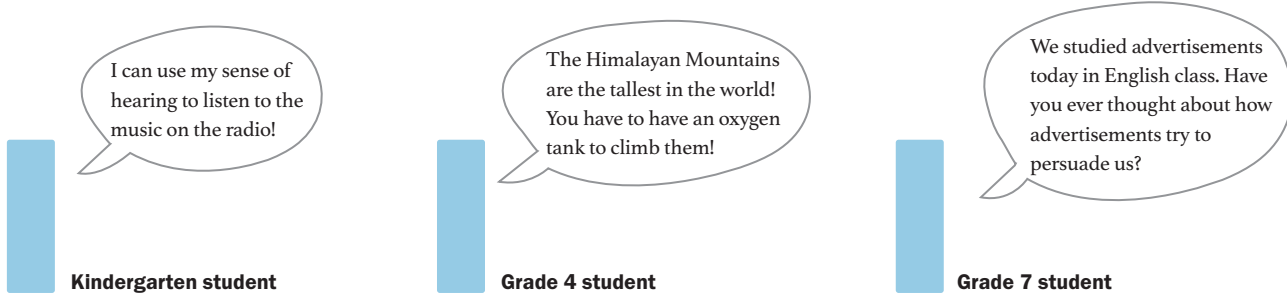 I can use my sense of
hearing to listen to the
music on the radio!
Kindergarten student
The Himalayan Mountains
are the tallest in the world!
You have to have an oxygen
tank to climb them!
Grade 4 student
We studied advertisements
today in English class. Have
you ever thought about how
advertisements try to
persuade us?
Grade 7 student